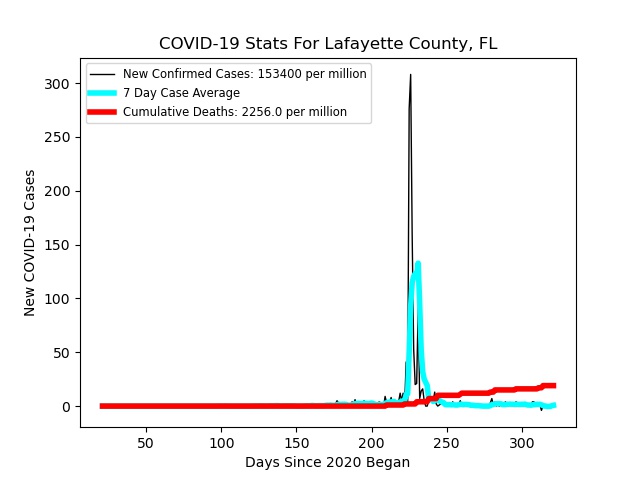 COVID-19 Stats For Lafayette County, FL
New Confirmed Cases: 153400 per million
7 Day Case Average
Cumulative Deaths: 2256.0 per million
New COVID-19 Cases
300
250
200
150
100
50
0
50 100 150 200 250 300
Days Since 2020 Began